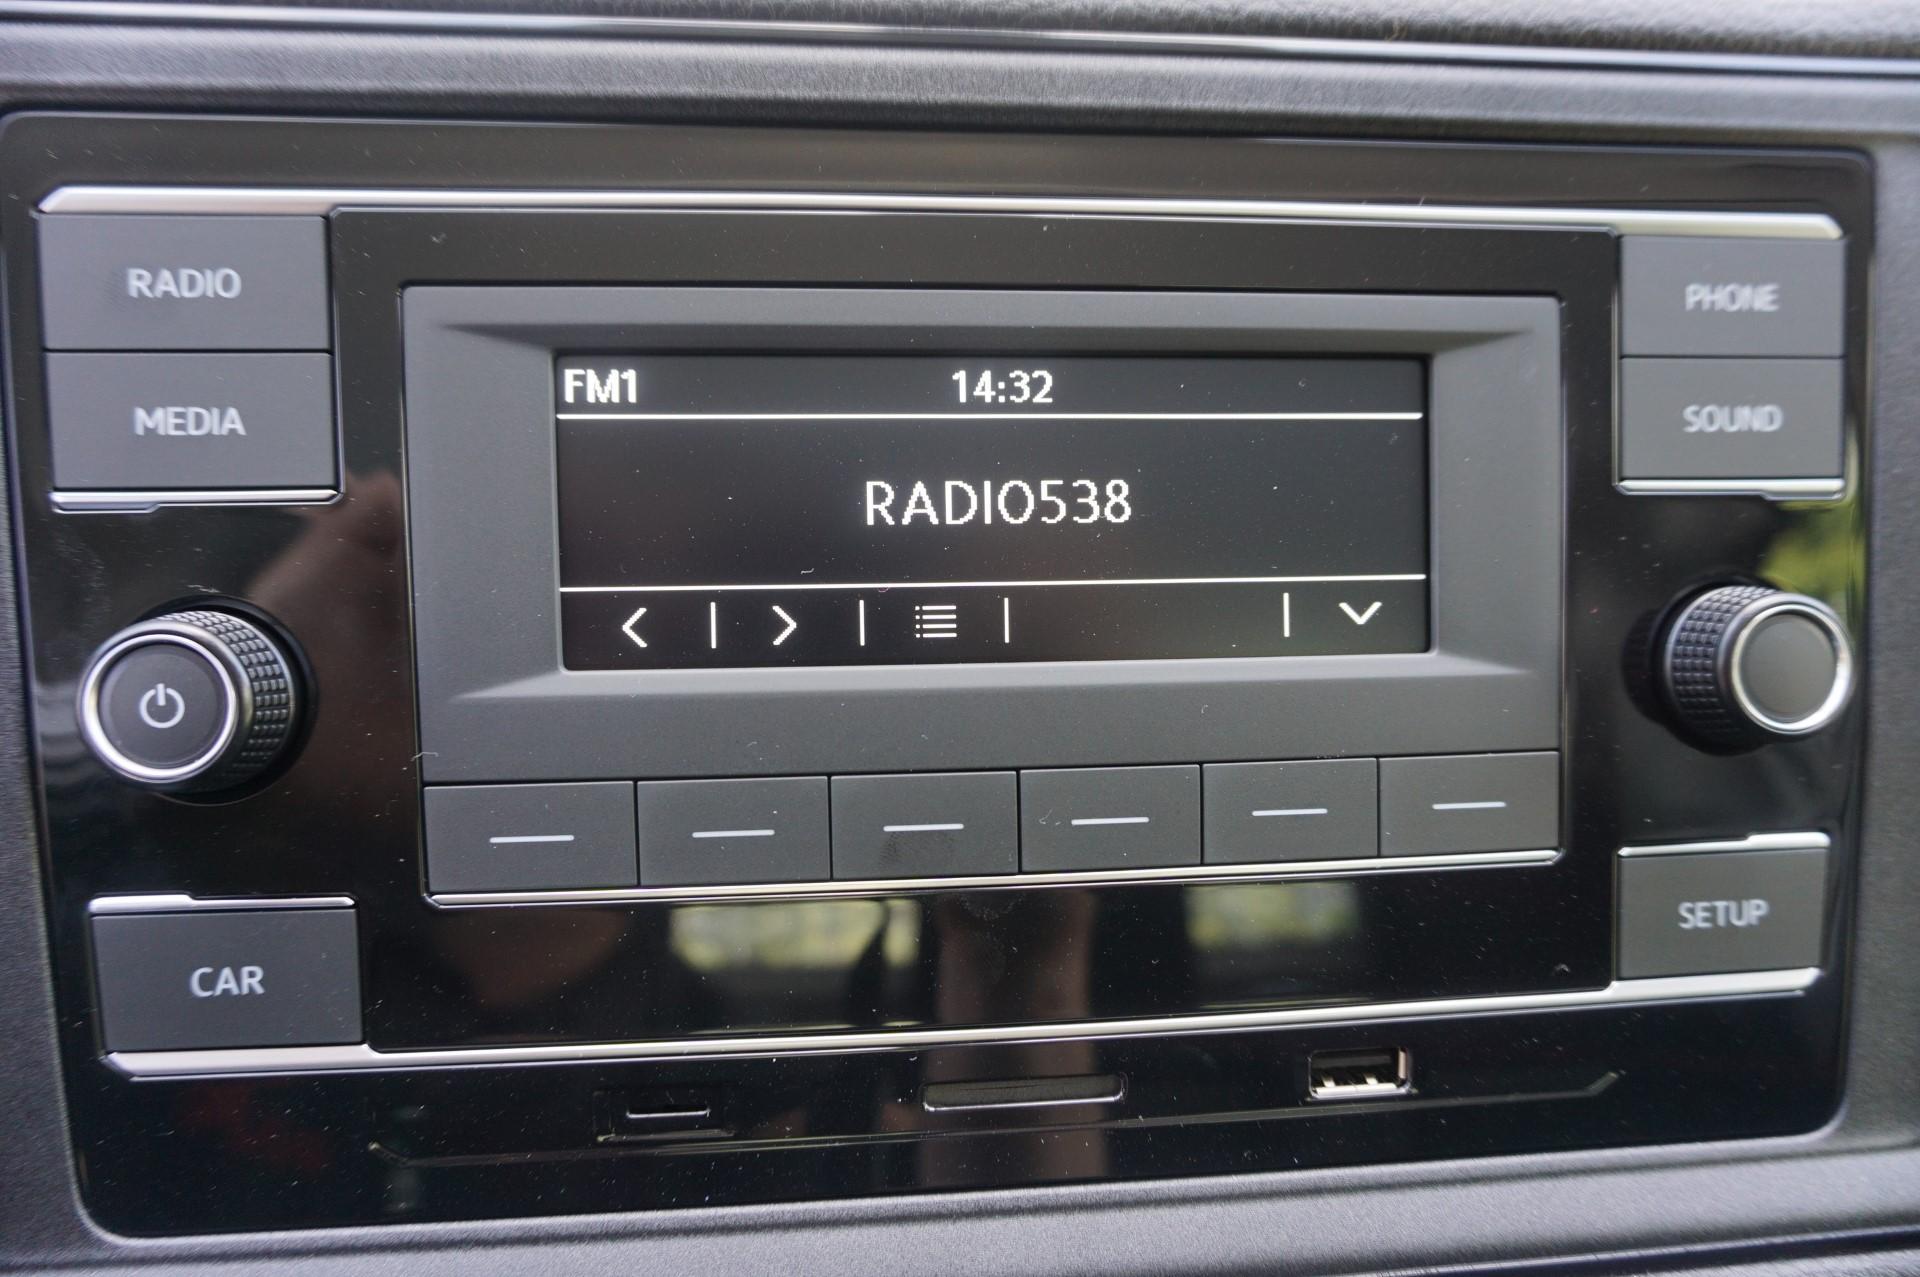 RADIO
MEDIA
FM1 14:32
RADIO538
PHONE
SOUND
CAR
SETUP